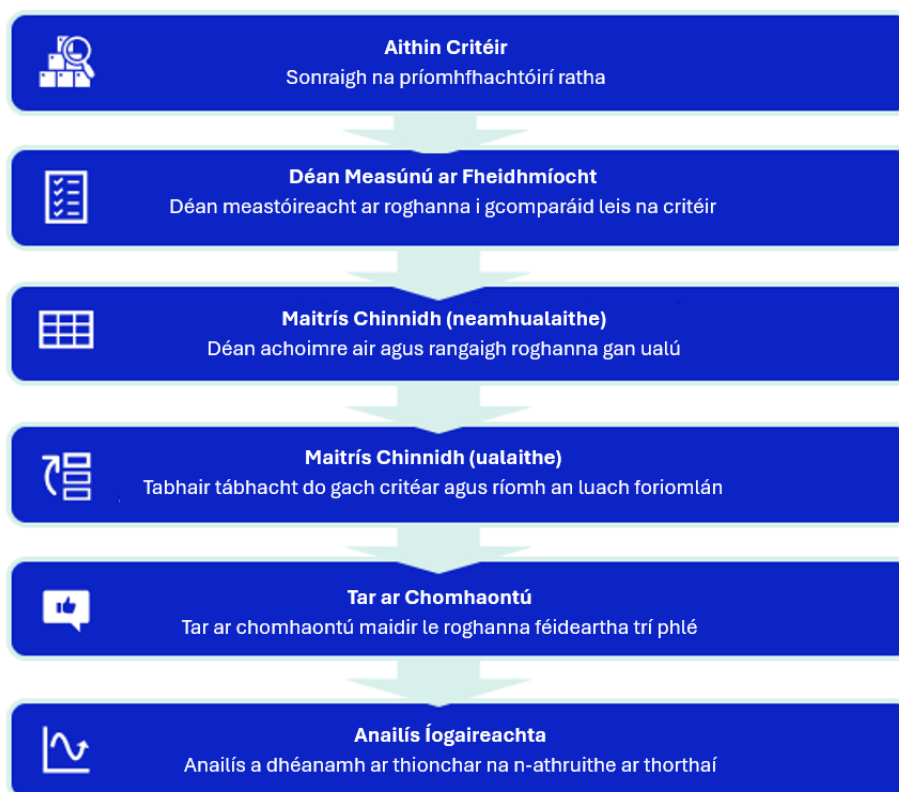 Aithin Critéir
Sonraigh na príomhfhachtóirí ratha
Déan Measúnú ar Fheidhmíocht
Déan meastóireacht ar roghanna i gcomparáid leis na critéir
Maitrís Chinnidh (neamhualaithe)
Déan achoimre air agus rangaigh roghanna gan ualú
Maitrís Chinnidh (ualaithe)
Tabhair tábhacht do gach critéar agus ríomh an luach foriomlán
Tar ar Chomhaontú
Tar ar chomhaontú maidir le roghanna féideartha trí phlé
Anailís Íogaireachta
Anailís a dhéanamh ar thionchar na n-athruithe ar thorthaí